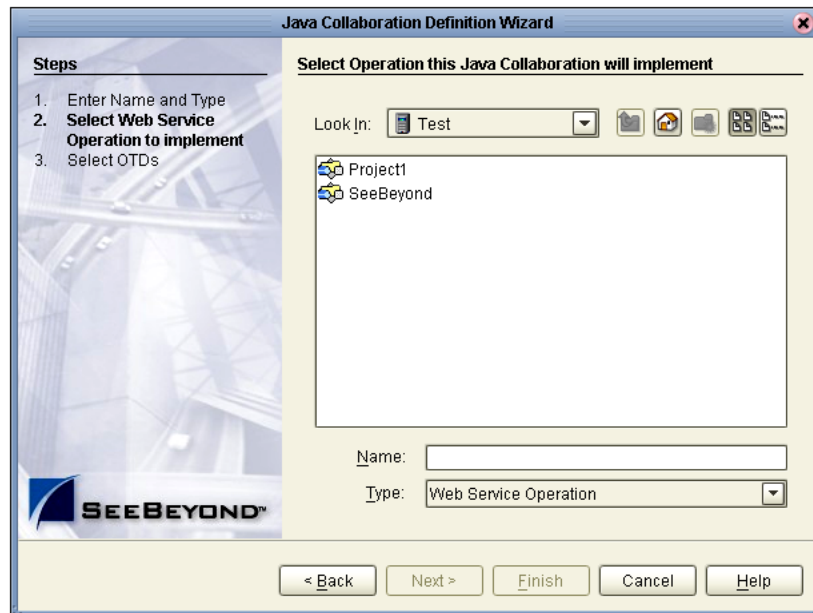 Java Collaboration Definition Wizard
Steps
1. Enter Name and Type
2. Select Web Service
Operation to implement
3. Select OTDs
SEEBEYOND™
Select Operation this Java Collaboration will implement
Look In: Test
Project1
SeeBeyond
Name:
Type: Web Service Operation
< Back Next > Finish Cancel Help